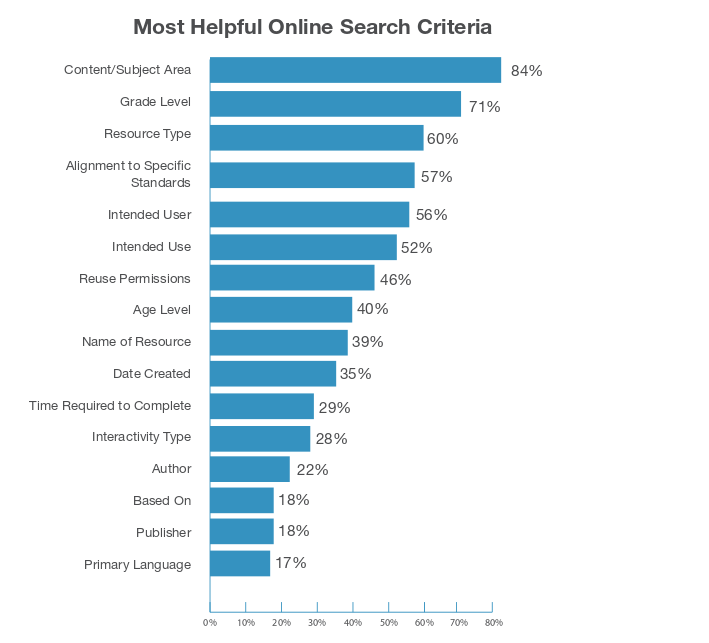 Most Helpful Online Search Criteria
Content/Subject Area 84%
Grade Level 71%
Resource Type 60%
Alignment to Specific
Standards 57%
Intended User 56%
Intended Use 52%
Reuse Permissions 46%
Age Level 40%
Name of Resource 39%
Date Created 35%
Time Required to Complete 29%
Interactivity Type 28%
Author 22%
Based On 18%
Publisher 18%
Primary Language 17%
0% 10% 20% 30% 40% 50% 60% 70% 80%